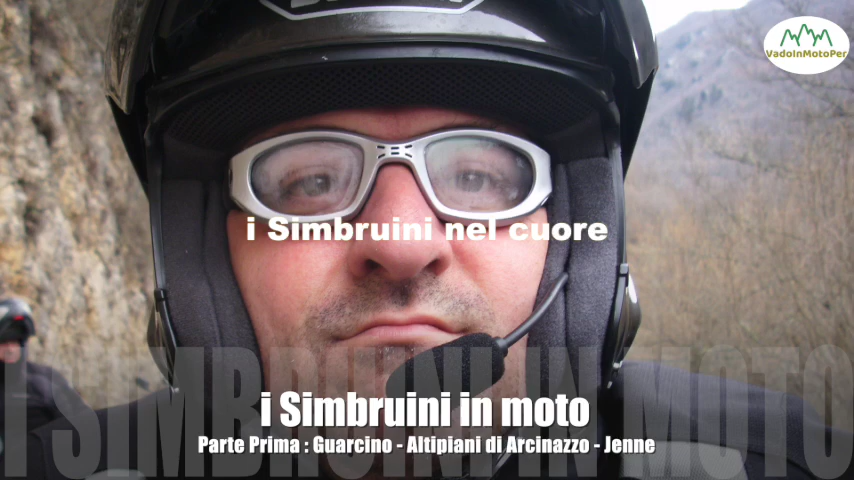 VadoInMotoPer
i Simbruini nel cuore
I SIMBRUINI IN MOTO
i Simbruini in moto
Parte Prima : Guarcino - Altipiani di Arcinazzo - Jenne